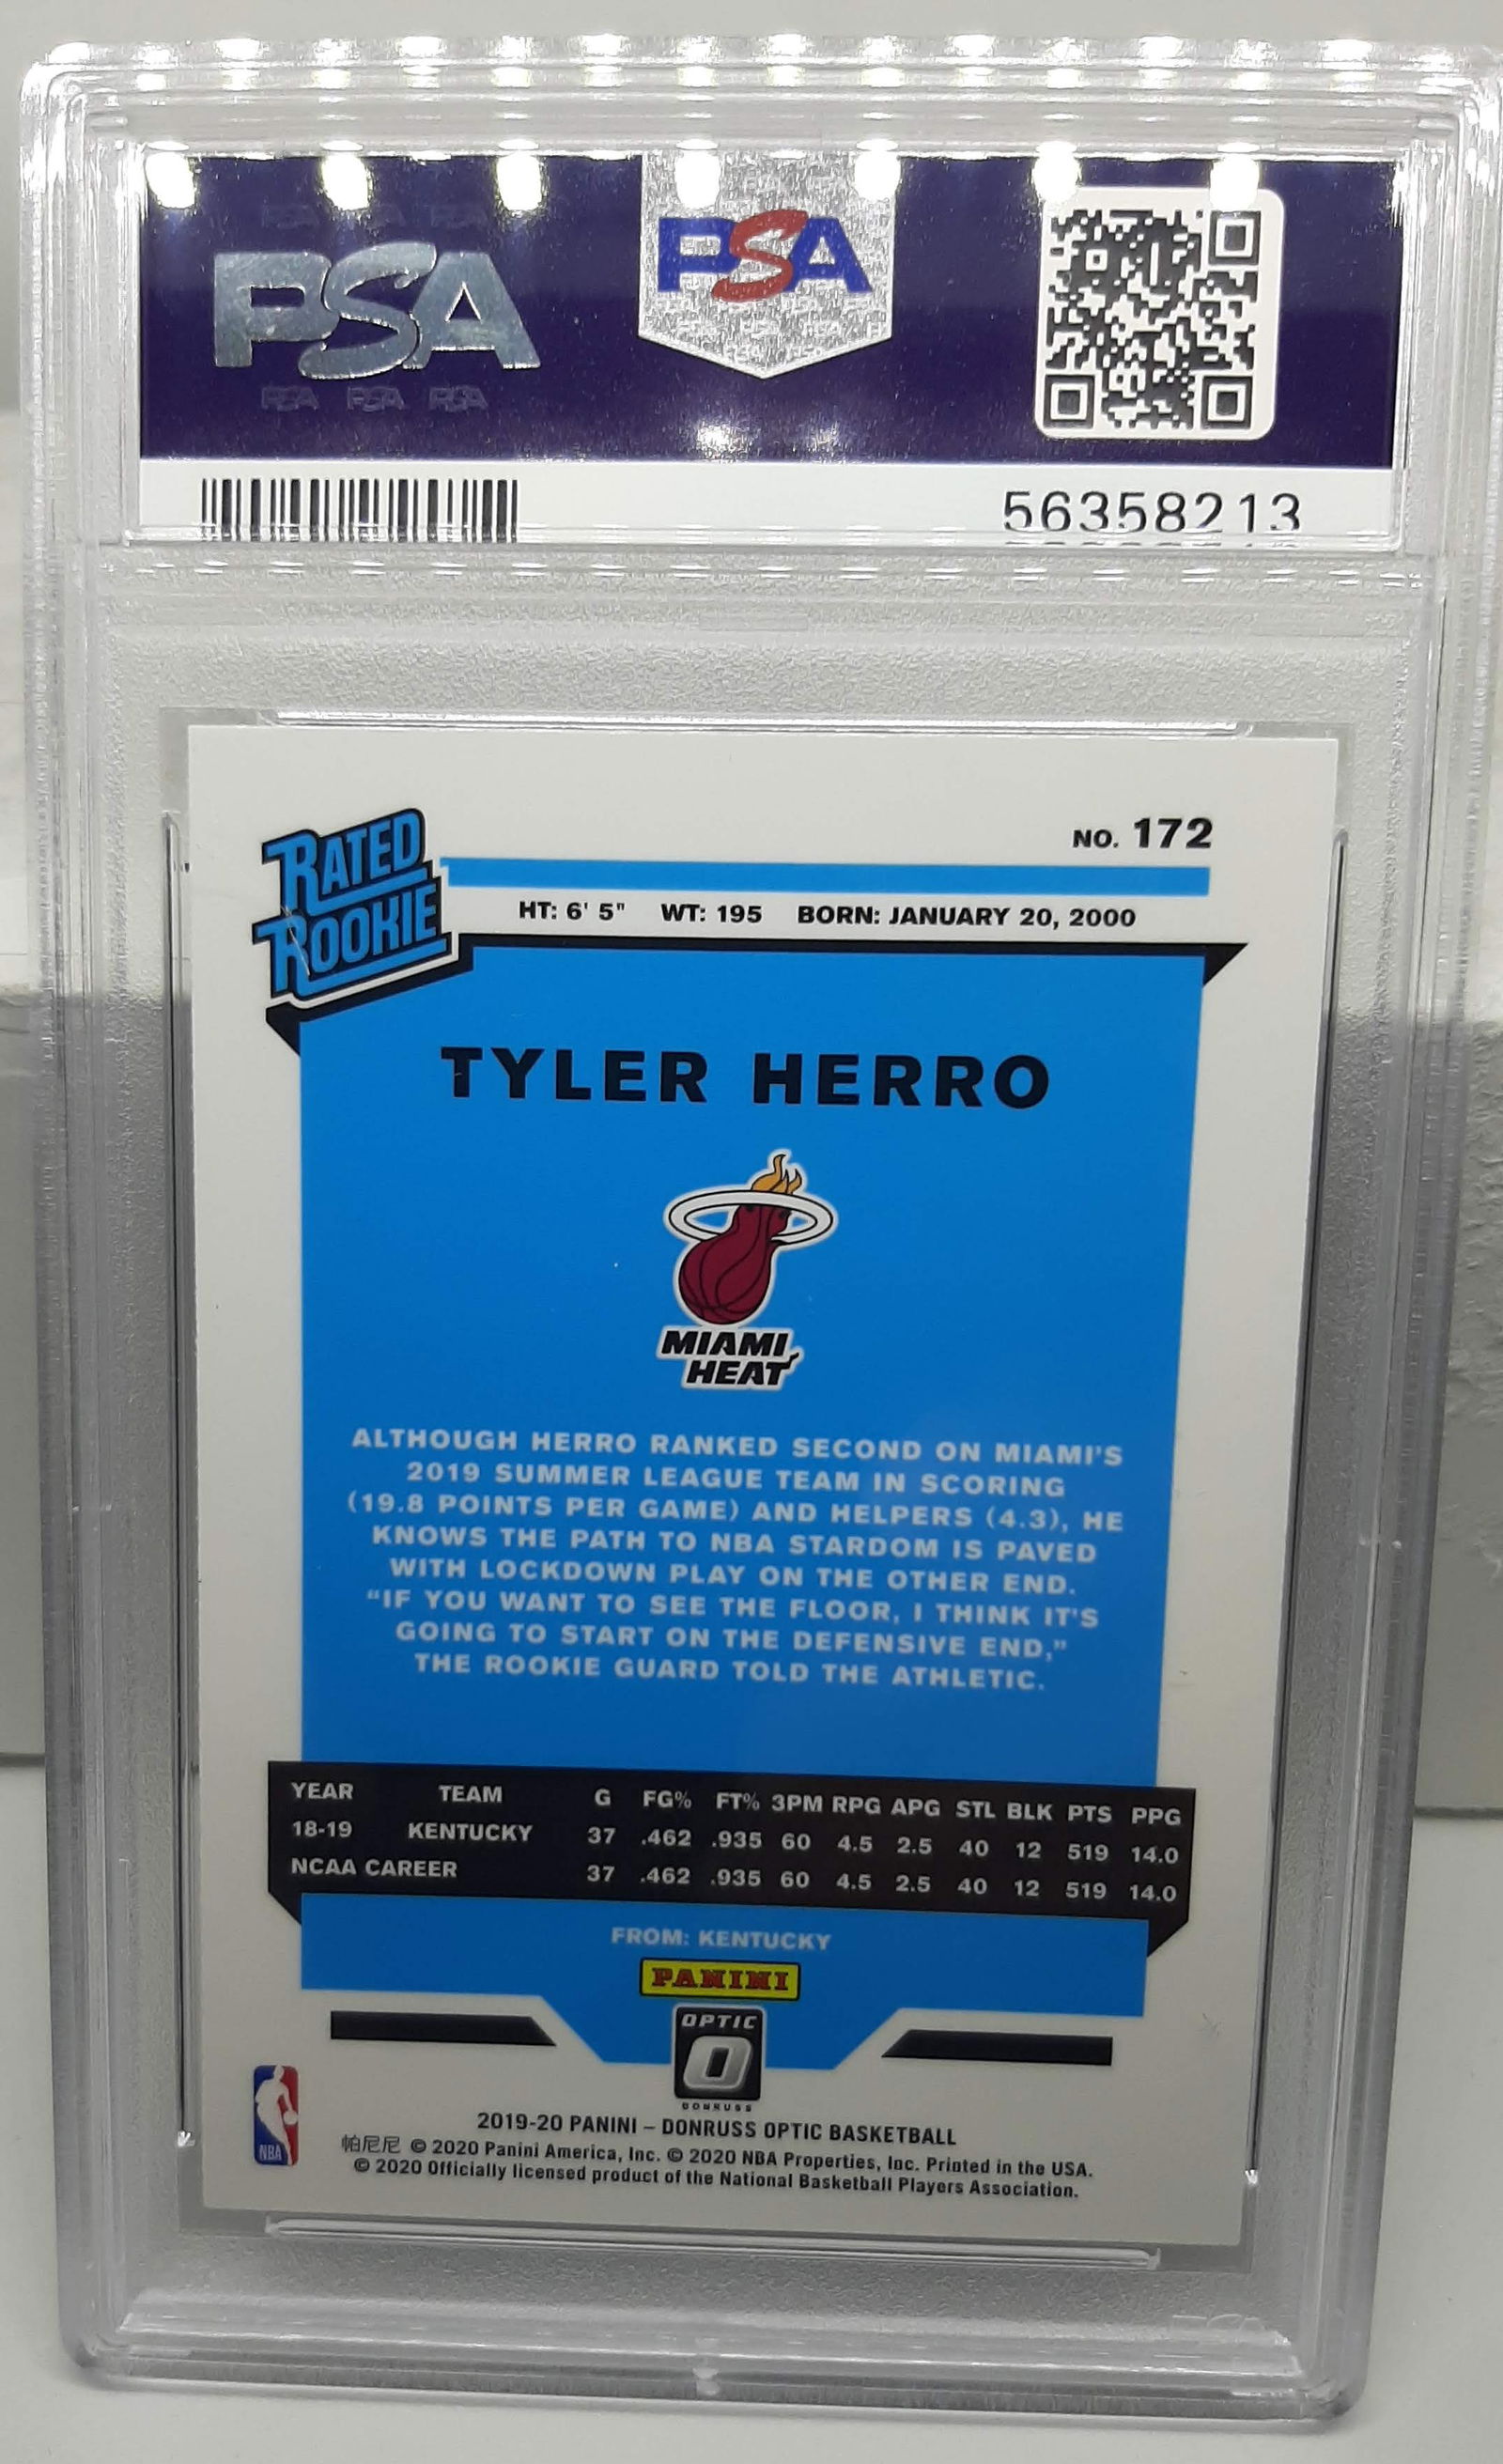 PSA
PSA
PSA PSA PSA
56358213
RATED
ROOKIE
NO. 172
HT: 6' 5" WT: 195 BORN: JANUARY 20, 2000
TYLER HERRO
MIAMI
HEAT
ALTHOUGH HERRO RANKED SECOND ON MIAMI'S
2019 SUMMER LEAGUE TEAM IN SCORING
(19.8 POINTS PER GAME) AND HELPERS (4.3), HE
KNOWS THE PATH TO NBA STARDOM IS PAVED
WITH LOCKDOWN PLAY ON THE OTHER END.
“IF YOU WANT TO SEE THE FLOOR, I THINK IT'S
GOING TO START ON THE DEFENSIVE END,”
THE ROOKIE GUARD TOLD THE ATHLETIC.
YEAR TEAM G FG% FT% 3PM RPG APG STL BLK PTS PPG
18-19 KENTUCKY 37 .462 .935 60 4.5 2.5 40 12 519 14.0
NCAA CAREER 37 .462 .935 60 4.5 2.5 40 12 519 14.0
FROM: KENTUCKY
PANINI
OPTIC
O
DONRUSS
NBA
2019-20 PANINI – DONRUSS OPTIC BASKETBALL
帕尼尼 © 2020 Panini America, Inc. © 2020 NBA Properties, Inc. Printed in the USA.
© 2020 Officially licensed product of the National Basketball Players Association.